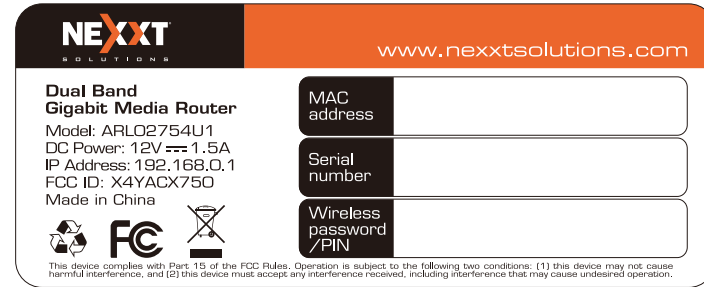 NEXXT
SOLUTIONS
www.nexxtsolutions.com
Dual Band
Gigabit Media Router
Model: ARLO2754U1
DC Power: 12V 1.5A
IP Address: 192.168.0.1
FCC ID: X4YACX750
Made in China
FC
MAC
address
Serial
number
Wireless
password
/PIN
This device complies with Part 15 of the FCC Rules. Operation is subject to the following two conditions: (1) this device may not cause
harmful interference, and (2) this device must accept any interference received, including interference that may cause undesired operation.